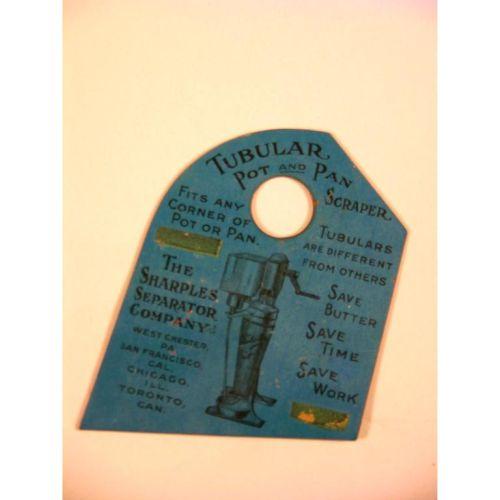 TUBULAR
POT AND PAN
SCRAPER
FITS ANY
CORNER OF
POT OR PAN.
TUBULARS
ARE DIFFERENT
FROM OTHERS
SAVE
BUTTER
SAVE
TIME
SAVE
WORK
THE
SHARPLES
SEPARATOR
COMPANY
WEST CHESTER,
PA.
SAN FRANCISCO,
CAL.
CHICAGO,
ILL.
TORONTO,
CAN.